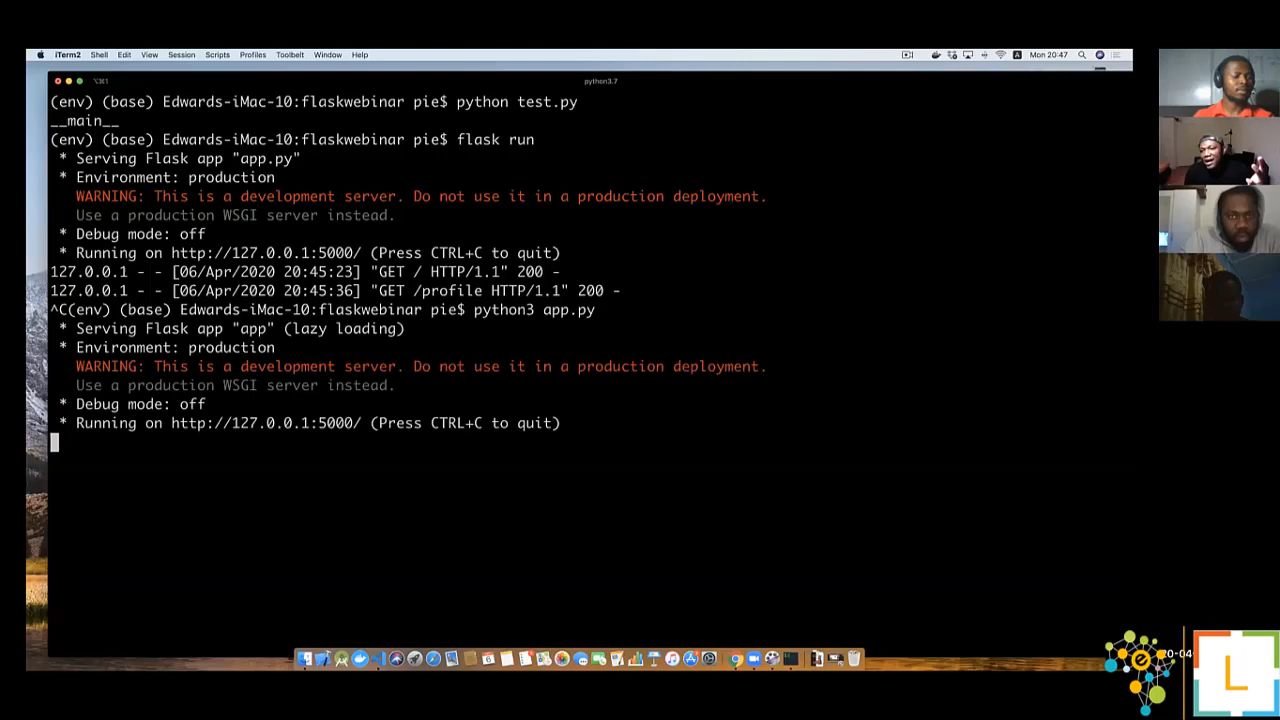 iTerm2 Shell Edit View Session Scripts Profiles Toolbelt Window Help A Mon 20:47
⌥⌘1 python3.7
(env) (base) Edwards-iMac-10:flaskwebinar pie$ python test.py
__main__
(env) (base) Edwards-iMac-10:flaskwebinar pie$ flask run
* Serving Flask app "app.py"
* Environment: production
WARNING: This is a development server. Do not use it in a production deployment.
Use a production WSGI server instead.
* Debug mode: off
* Running on http://127.0.0.1:5000/ (Press CTRL+C to quit)
127.0.0.1 - - [06/Apr/2020 20:45:23] "GET / HTTP/1.1" 200 -
127.0.0.1 - - [06/Apr/2020 20:45:36] "GET /profile HTTP/1.1" 200 -
^C(env) (base) Edwards-iMac-10:flaskwebinar pie$ python3 app.py
* Serving Flask app "app" (lazy loading)
* Environment: production
WARNING: This is a development server. Do not use it in a production deployment.
Use a production WSGI server instead.
* Debug mode: off
* Running on http://127.0.0.1:5000/ (Press CTRL+C to quit)
20-04
L